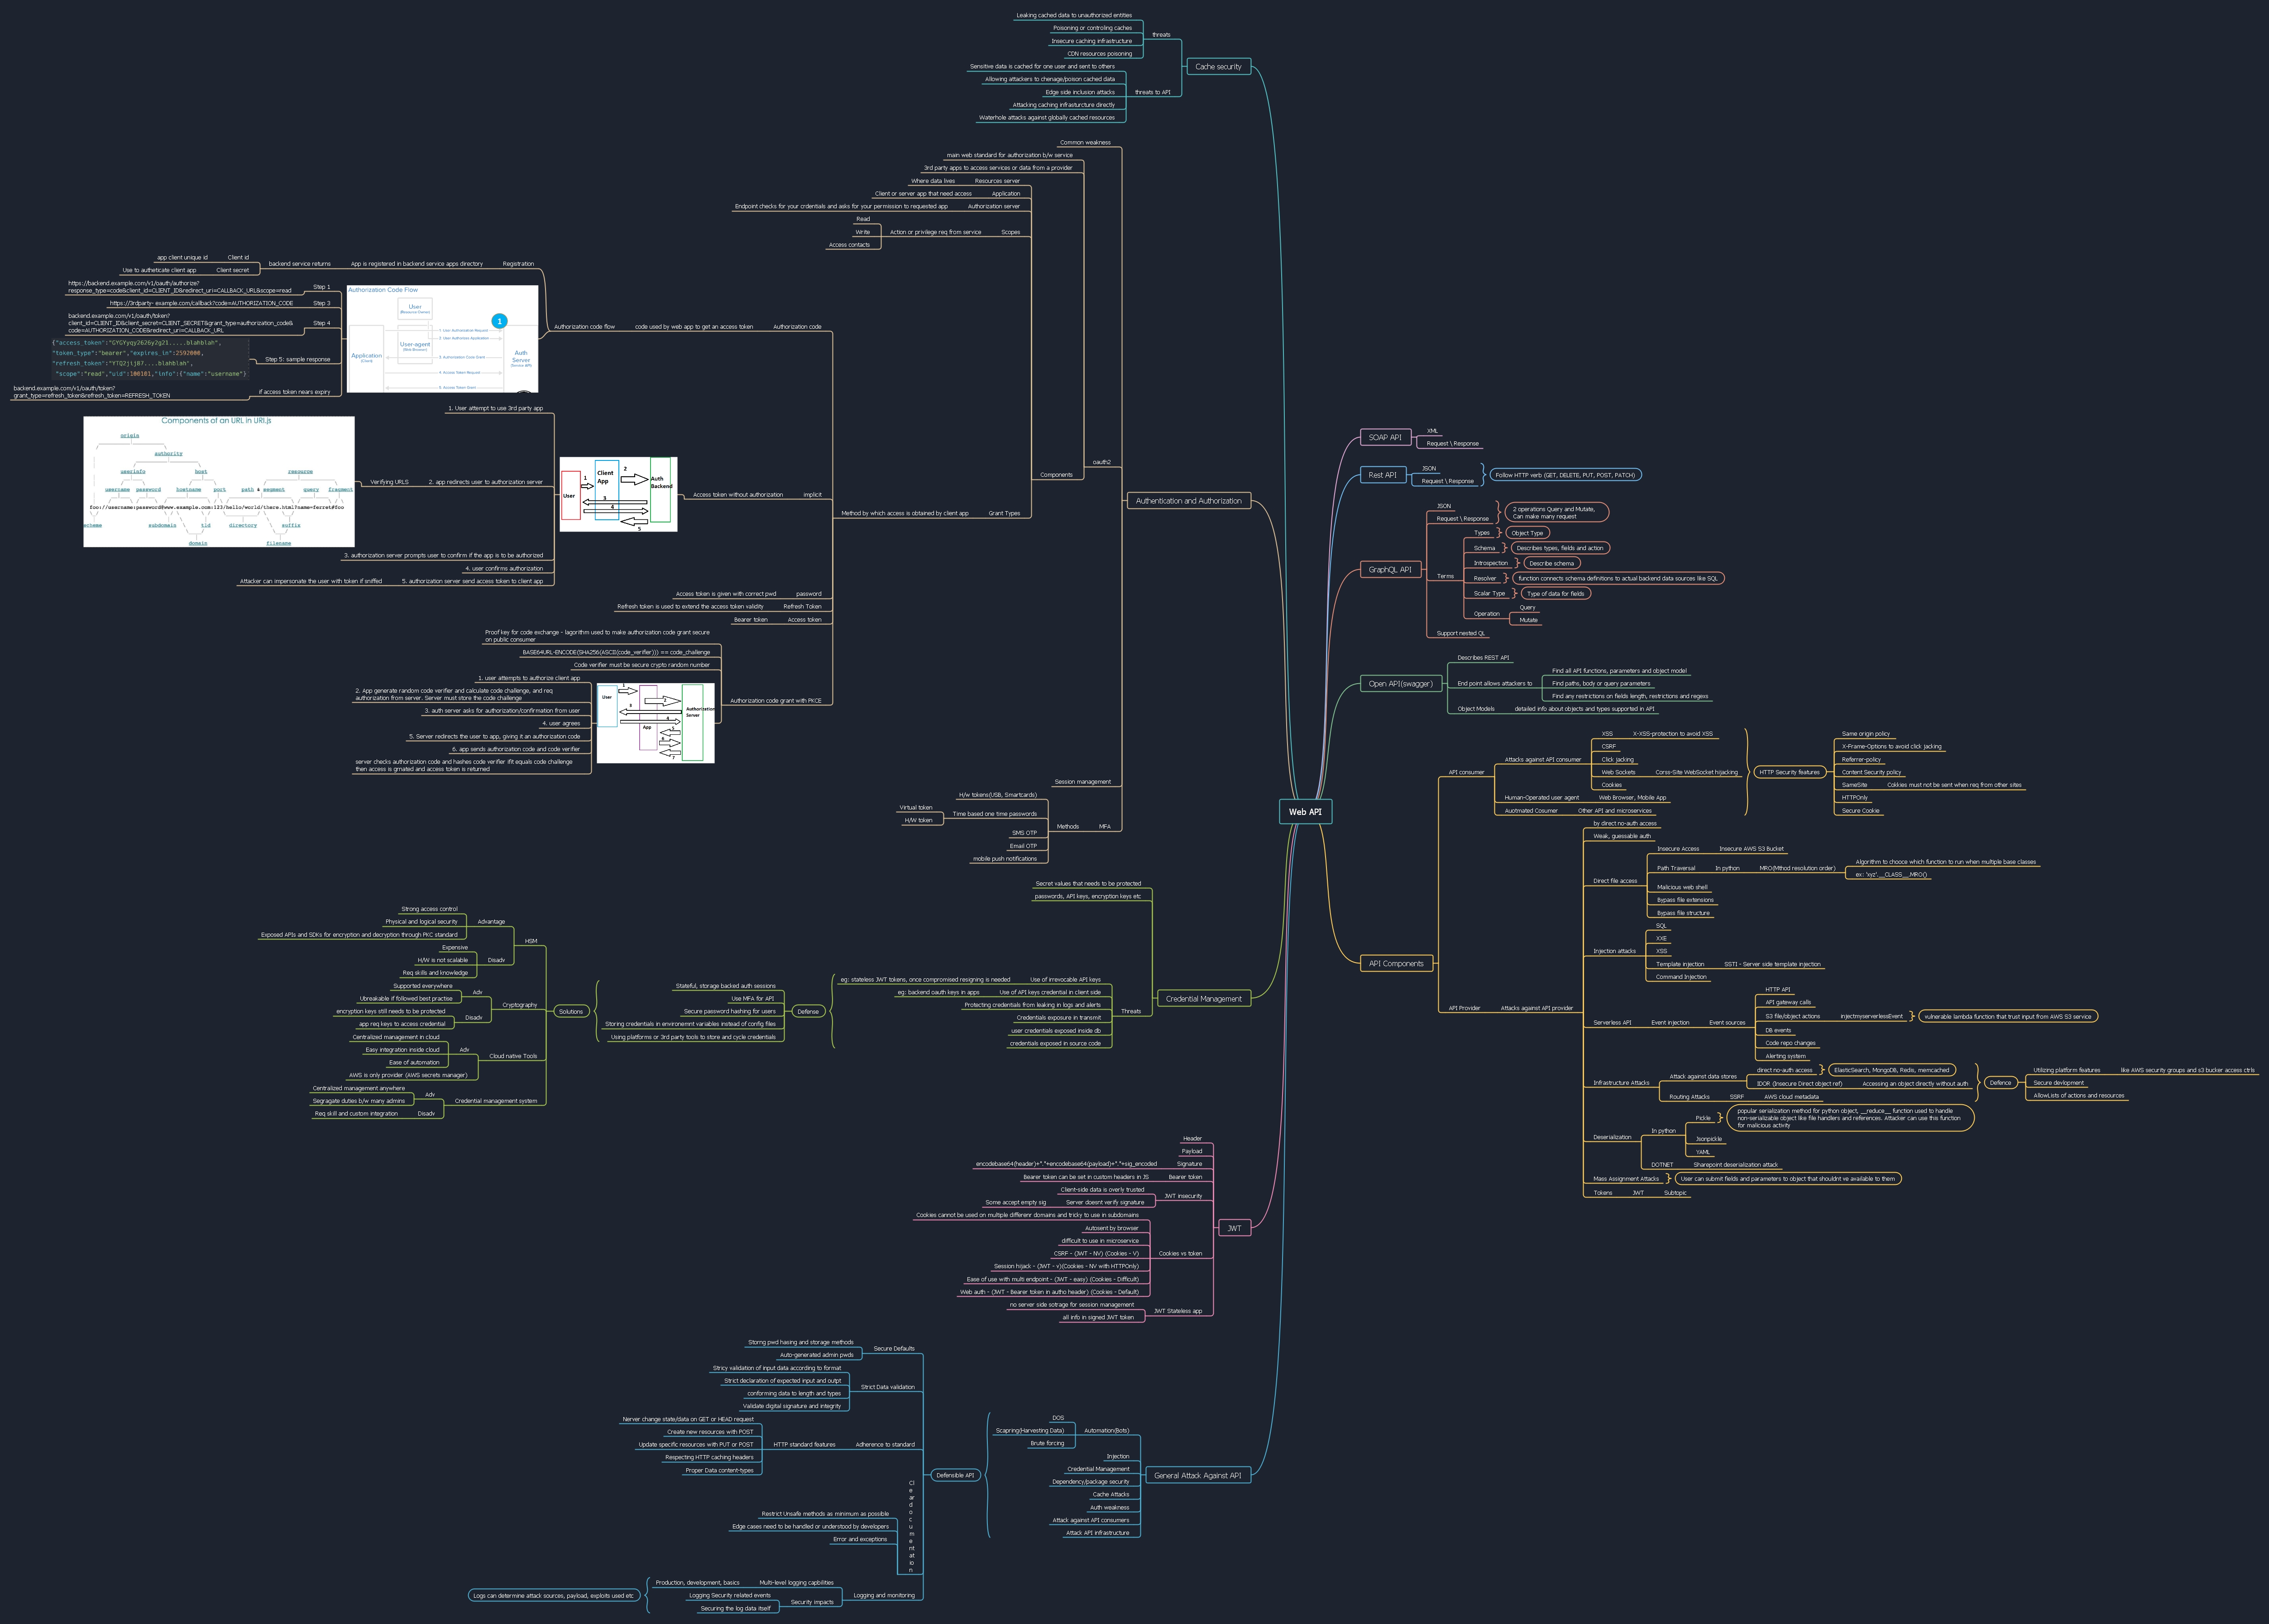 Web API
Cache security
threats
Leaking cached data to unauthorized entities
Poisoning or controling caches
Insecure caching infrastructure
CDN resources poisoning
threats to API
Sensitive data is cached for one user and sent to others
Allowing attackers to chenage/poison cached data
Edge side inclusion attacks
Attacking caching infrasturcture directly
Waterhole attacks against globally cached resources
Authentication and Authorization
Common weakness
oauth2
main web standard for authorization b/w service
3rd party apps to access services or data from a provider
Components
Resources server
Where data lives
Application
Client or server app that need access
Authorization server
Endpoint checks for your crdentials and asks for your permission to requested app
Scopes
Action or privilege req from service
Read
Write
Access contacts
Grant Types
Method by which access is obtained by client app
Authorization code
code used by web app to get an access token
Authorization code flow
Registration
App is registered in backend service apps directory
backend service returns
Client id
app client unique id
Client secret
Use to autheticate client app
Authorization Code Flow
User
(Resource Owner)
1
1. User Authorization Request
User-agent
(Web Browser)
2. User Authorizes Application
Application
(Client)
3. Authorization Code Grant
Auth
Server
(Service API)
4. Access Token Request
5. Access Token Grant
Step 1
https://backend.example.com/v1/oauth/authorize?
response_type=code&client_id=CLIENT_ID&redirect_uri=CALLBACK_URL&scope=read
Step 3
https://3rdparty- example.com/callback?code=AUTHORIZATION_CODE
Step 4
backend.example.com/v1/oauth/token?
client_id=CLIENT_ID&client_secret=CLIENT_SECRET&grant_type=authorization_code&
code=AUTHORIZATION_CODE&redirect_uri=CALLBACK_URL
Step 5: sample response
"token_type":"bearer","expires_in":2592000,
"scope":"read","uid":100101,"info":{"name":"username"}
if access token nears expiry
backend.example.com/v1/oauth/token?
grant_type=refresh_token&refresh_token=REFRESH_TOKEN
implicit
Access token without authorization
User
Client
App
Auth
Backend
1
2
3
4
5
1. User attempt to use 3rd party app
2. app redirects user to authorization server
Verifying URLS
Components of an URL in URI.js
origin
authority
userinfo
host
resource
username
password
hostname
port
path & segment
query
fragment
foo://username:password@www.example.com:123/hello/world/there.html?name=ferret#foo
scheme
subdomain
tld
directory
suffix
domain
filename
3. authorization server prompts user to confirm if the app is to be authorized
4. user confirms authorization
5. authorization server send access token to client app
Attacker can impersonate the user with token if sniffed
password
Access token is given with correct pwd
Refresh Token
Refresh token is used to extend the access token validity
Access token
Bearer token
Authorization code grant with PKCE
Proof key for code exchange - lagorithm used to make authorization code grant secure
on public consumer
BASE64URL-ENCODE(SHA256(ASCII(code_verifier))) == code_challenge
Code verifier must be secure crypto random number
User
App
Authorization
Server
1. user attempts to authorize client app
2. App generate random code verifier and calculate code challenge, and req
authorization from server. Server must store the code challenge
3. auth server asks for authorization/confirmation from user
4. user agrees
5. Server redirects the user to app, giving it an authorization code
6. app sends authorization code and code verifier
server checks authorization code and hashes code verifier ifit equals code challenge
then access is grnated and access token is returned
Session management
MFA
Methods
H/w tokens(USB, Smartcards)
Time based one time passwords
Virtual token
H/W token
SMS OTP
Email OTP
mobile push notifications
Credential Management
Secret values that needs to be protected
passwords, API keys, encryption keys etc
Threats
Use of irrevocable API keys
eg: stateless JWT tokens, once compromised resigning is needed
Use of API keys credential in client side
eg: backend oauth keys in apps
Protecting credentials from leaking in logs and alerts
Credentials exposure in transmit
user credentials exposed inside db
credentials exposed in source code
Defense
Stateful, storage backed auth sessions
Use MFA for API
Secure password hashing for users
Storing credentials in environemnt variables instead of config files
Using platforms or 3rd party tools to store and cycle credentials
Solutions
HSM
Advantage
Strong access control
Physical and logical security
Exposed APIs and SDKs for encryption and decryption through PKC standard
Disadv
Expensive
H/W is not scalable
Req skills and knowledge
Cryptography
Adv
Supported everywhere
Ubreakable if followed best practise
Disadv
encryption keys still needs to be protected
app req keys to access credential
Cloud native Tools
Adv
Centralized management in cloud
Easy integration inside cloud
Ease of automation
AWS is only provider (AWS secrets manager)
Credential management system
Adv
Centralized management anywhere
Segragate duties b/w many admins
Disadv
Req skill and custom integration
JWT
Header
Payload
Signature
encodebase64(header)+"."+encodebase64(payload)+"."+sig_encoded
Bearer token
Bearer token can be set in custom headers in JS
JWT insecurity
Client-side data is overly trusted
Server doesnt verify signature
Some accept empty sig
Cookies vs token
Cookies cannot be used on multiple differenr domains and tricky to use in subdomains
Autosent by browser
difficult to use in microservice
CSRF - (JWT - NV) (Cookies - V)
Session hijack - (JWT - v)(Cookies - NV with HTTPOnly)
Ease of use with multi endpoint - (JWT - easy) (Cookies - Difficult)
Web auth - (JWT - Bearer token in autho header) (Cookies - Default)
JWT Stateless app
no server side sotrage for session management
all info in signed JWT token
General Attack Against API
Automation(Bots)
DOS
Scapring(Harvesting Data)
Brute forcing
Injection
Credential Management
Dependency/package security
Cache Attacks
Auth weakness
Attack against API consumers
Attack API infrastructure
Defensible API
Secure Defaults
Storng pwd hasing and storage methods
Auto-generated admin pwds
Strict Data validation
Stricy validation of input data according to format
Strict declaration of expected input and outpt
conforming data to length and types
Validate digital signature and integrity
Adherence to standard
HTTP standard features
Nerver change state/data on GET or HEAD request
Create new resources with POST
Update specific resources with PUT or POST
Respecting HTTP caching headers
Proper Data content-types
Cl
e
ar
d
o
c
u
m
e
nt
at
io
n
Restrict Unsafe methods as minimum as possible
Edge cases need to be handled or understood by developers
Error and exceptions
Logging and monitoring
Multi-level logging capbilities
Production, development, basics
Security impacts
Logging Security related events
Securing the log data itself
Logs can determine attack sources, payload, exploits used etc
SOAP API
XML
Request \ Response
Rest API
JSON
Request \ Response
Follow HTTP verb (GET, DELETE, PUT, POST, PATCH)
GraphQL API
JSON
Request \ Response
2 operations Query and Mutate,
Can make many request
Terms
Types
Object Type
Schema
Describes types, fields and action
Introspection
Describe schema
Resolver
function connects schema definitions to actual backend data sources like SQL
Scalar Type
Type of data for fields
Operation
Query
Mutate
Support nested QL
Open API(swagger)
Describes REST API
End point allows attackers to
Find all API functions, parameters and object model
Find paths, body or query parameters
Find any restrictions on fields length, restrictions and regexs
Object Models
detailed info about objects and types supported in API
API Components
API consumer
Attacks against API consumer
XSS
X-XSS-protection to avoid XSS
CSRF
Click jacking
Web Sockets
Corss-Site WebSocket hijacking
Cookies
HTTP Security features
Same origin policy
X-Frame-Options to avoid click jacking
Referrer-policy
Content Security policy
SameSite
Cokkies must not be sent when req from other sites
HTTPOnly
Secure Cookie
Human-Operated user agent
Web Browser, Mobile App
Auotmated Cosumer
Other API and microservices
API Provider
Attacks against API provider
by direct no-auth access
Weak, guessable auth
Direct file access
Insecure Access
Insecure AWS S3 Bucket
Path Traversal
In python
MRO(Mthod resolution order)
Algorithm to chooce which function to run when multiple base classes
ex: 'xyz'.__CLASS__.MRO()
Malicious web shell
Bypass file extensions
Bypass file structure
Injection attacks
SQL
XXE
XSS
Template injection
SSTI - Server side template injection
Command Injection
Serverless API
Event injection
Event sources
HTTP API
API gateway calls
S3 file/object actions
injectmyserverlessEvent
vulnerable lambda function that trust input from AWS S3 service
DB events
Code repo changes
Alerting system
Infrastructure Attacks
Attack against data stores
direct no-auth access
ElasticSearch, MongoDB, Redis, memcached
IDOR (Insecure Direct object ref)
Accessing an object directly without auth
Routing Attacks
SSRF
AWS cloud metadata
Defence
Utilizing platform features
like AWS security groups and s3 bucker access ctrls
Secure devlopment
AllowLists of actions and resources
Deserialization
In python
Pickle
popular serialization method for python object, __reduce__ function used to handle
non-serializable object like file handlers and references. Attacker can use this function
for malicious activity
Jsonpickle
YAML
DOTNET
Sharepoint deserialization attack
Mass Assignment Attacks
User can submit fields and parameters to object that shouldnt ve available to them
Tokens
JWT
Subtopic